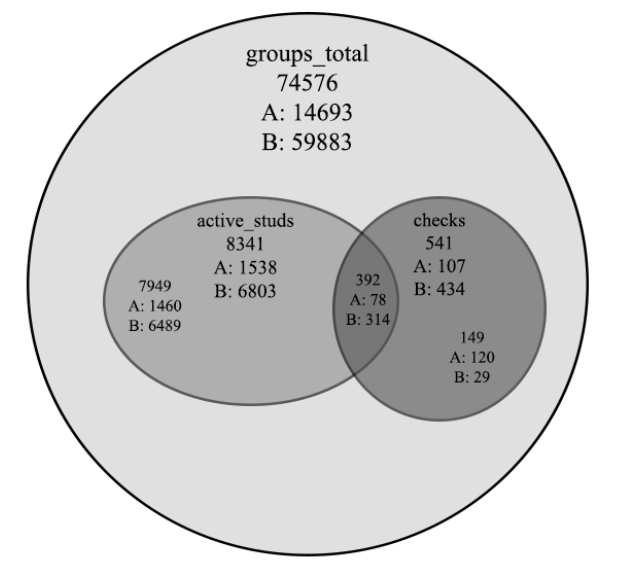 groups_total
74576
A: 14693
B: 59883
active_studs
8341
A: 1538
B: 6803
7949
A: 1460
B: 6489
392
A: 78
B: 314
checks
541
A: 107
B: 434
149
A: 120
B: 29